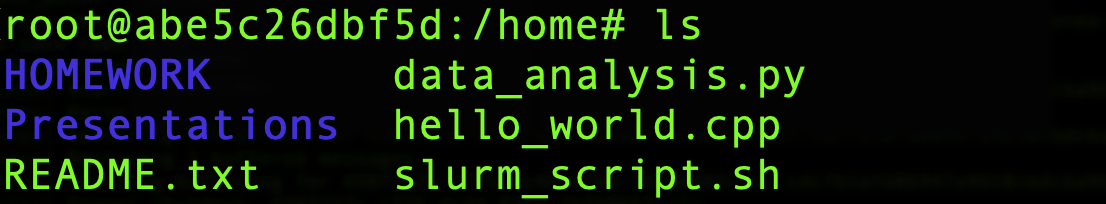 root@abe5c26dbf5d:/home# ls
HOMEWORK data_analysis.py
Presentations hello_world.cpp
README.txt slurm_script.sh